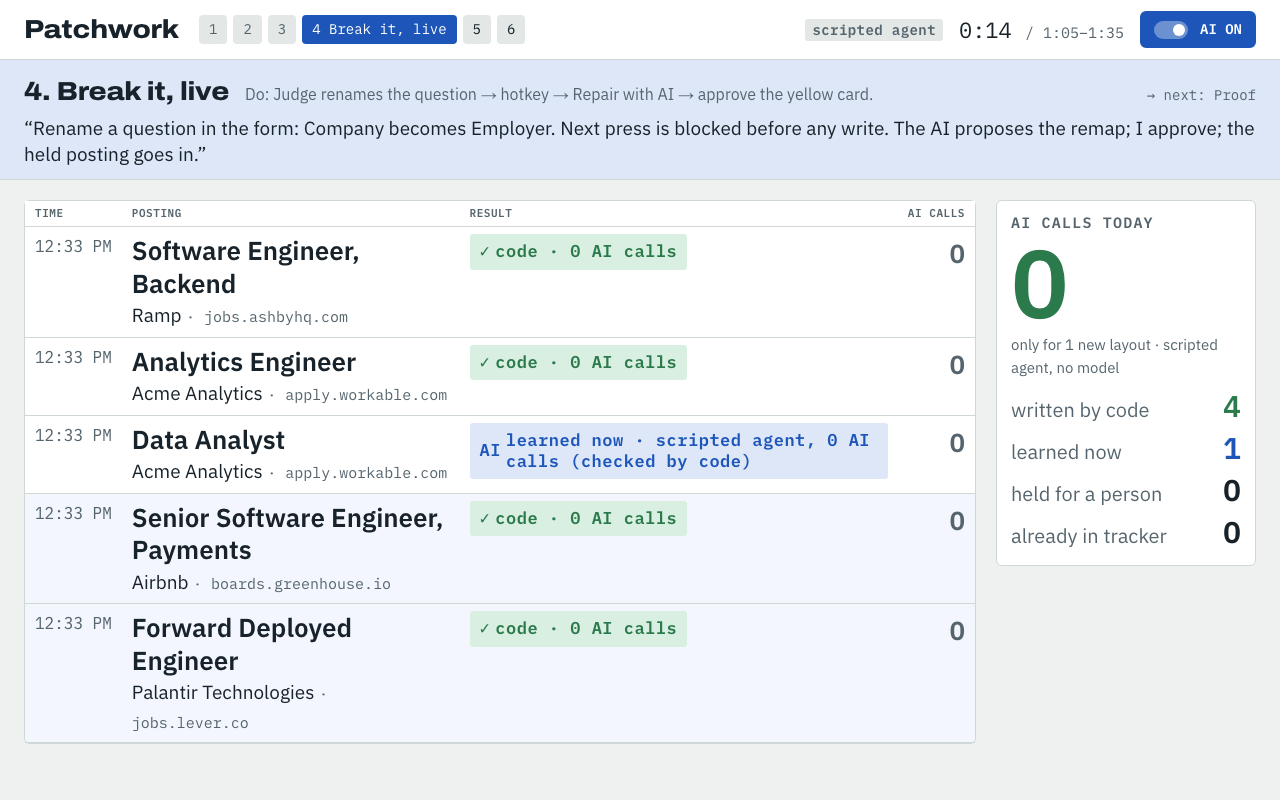 Patchwork 1 2 3 4 Break it, live 5 6 scripted agent 0:14 / 1:05–1:35 AI ON
4. Break it, live Do: Judge renames the question → hotkey → Repair with AI → approve the yellow card. → next: Proof
“Rename a question in the form: Company becomes Employer. Next press is blocked before any write. The AI proposes the remap; I approve; the
held posting goes in.”
TIME POSTING RESULT AI CALLS
12:33 PM Software Engineer, ✓ code · 0 AI calls 0
Backend
Ramp · jobs.ashbyhq.com
12:33 PM Analytics Engineer ✓ code · 0 AI calls 0
Acme Analytics · apply.workable.com
12:33 PM Data Analyst AI learned now · scripted agent, 0 AI 0
calls (checked by code)
Acme Analytics · apply.workable.com
12:33 PM Senior Software Engineer, ✓ code · 0 AI calls 0
Payments
Airbnb · boards.greenhouse.io
12:33 PM Forward Deployed ✓ code · 0 AI calls 0
Engineer
Palantir Technologies ·
jobs.lever.co
AI CALLS TODAY
0
only for 1 new layout · scripted
agent, no model
written by code 4
learned now 1
held for a person 0
already in tracker 0